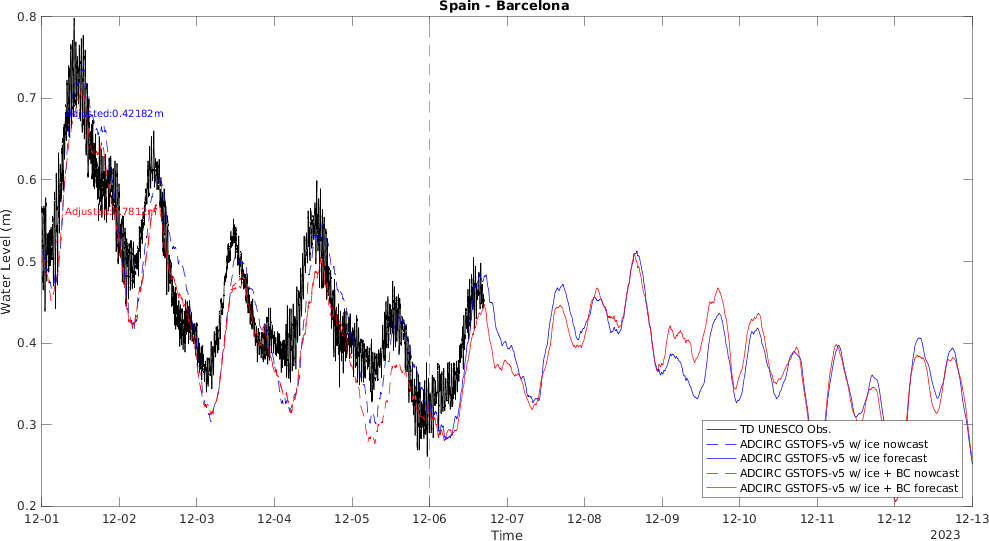 Spain - Barcelona
0.8
0.7
0.6
0.5
0.4
0.3
0.2
Water Level (m)
Adjusted:0.42182m
TD UNESCO Obs.
ADCIRC GSTOFS-v5 w/ ice nowcast
ADCIRC GSTOFS-v5 w/ ice forecast
ADCIRC GSTOFS-v5 w/ ice + BC nowcast
ADCIRC GSTOFS-v5 w/ ice + BC forecast
12-01 12-02 12-03 12-04 12-05 12-06 12-07 12-08 12-09 12-10 12-11 12-12 12-13
Time
2023